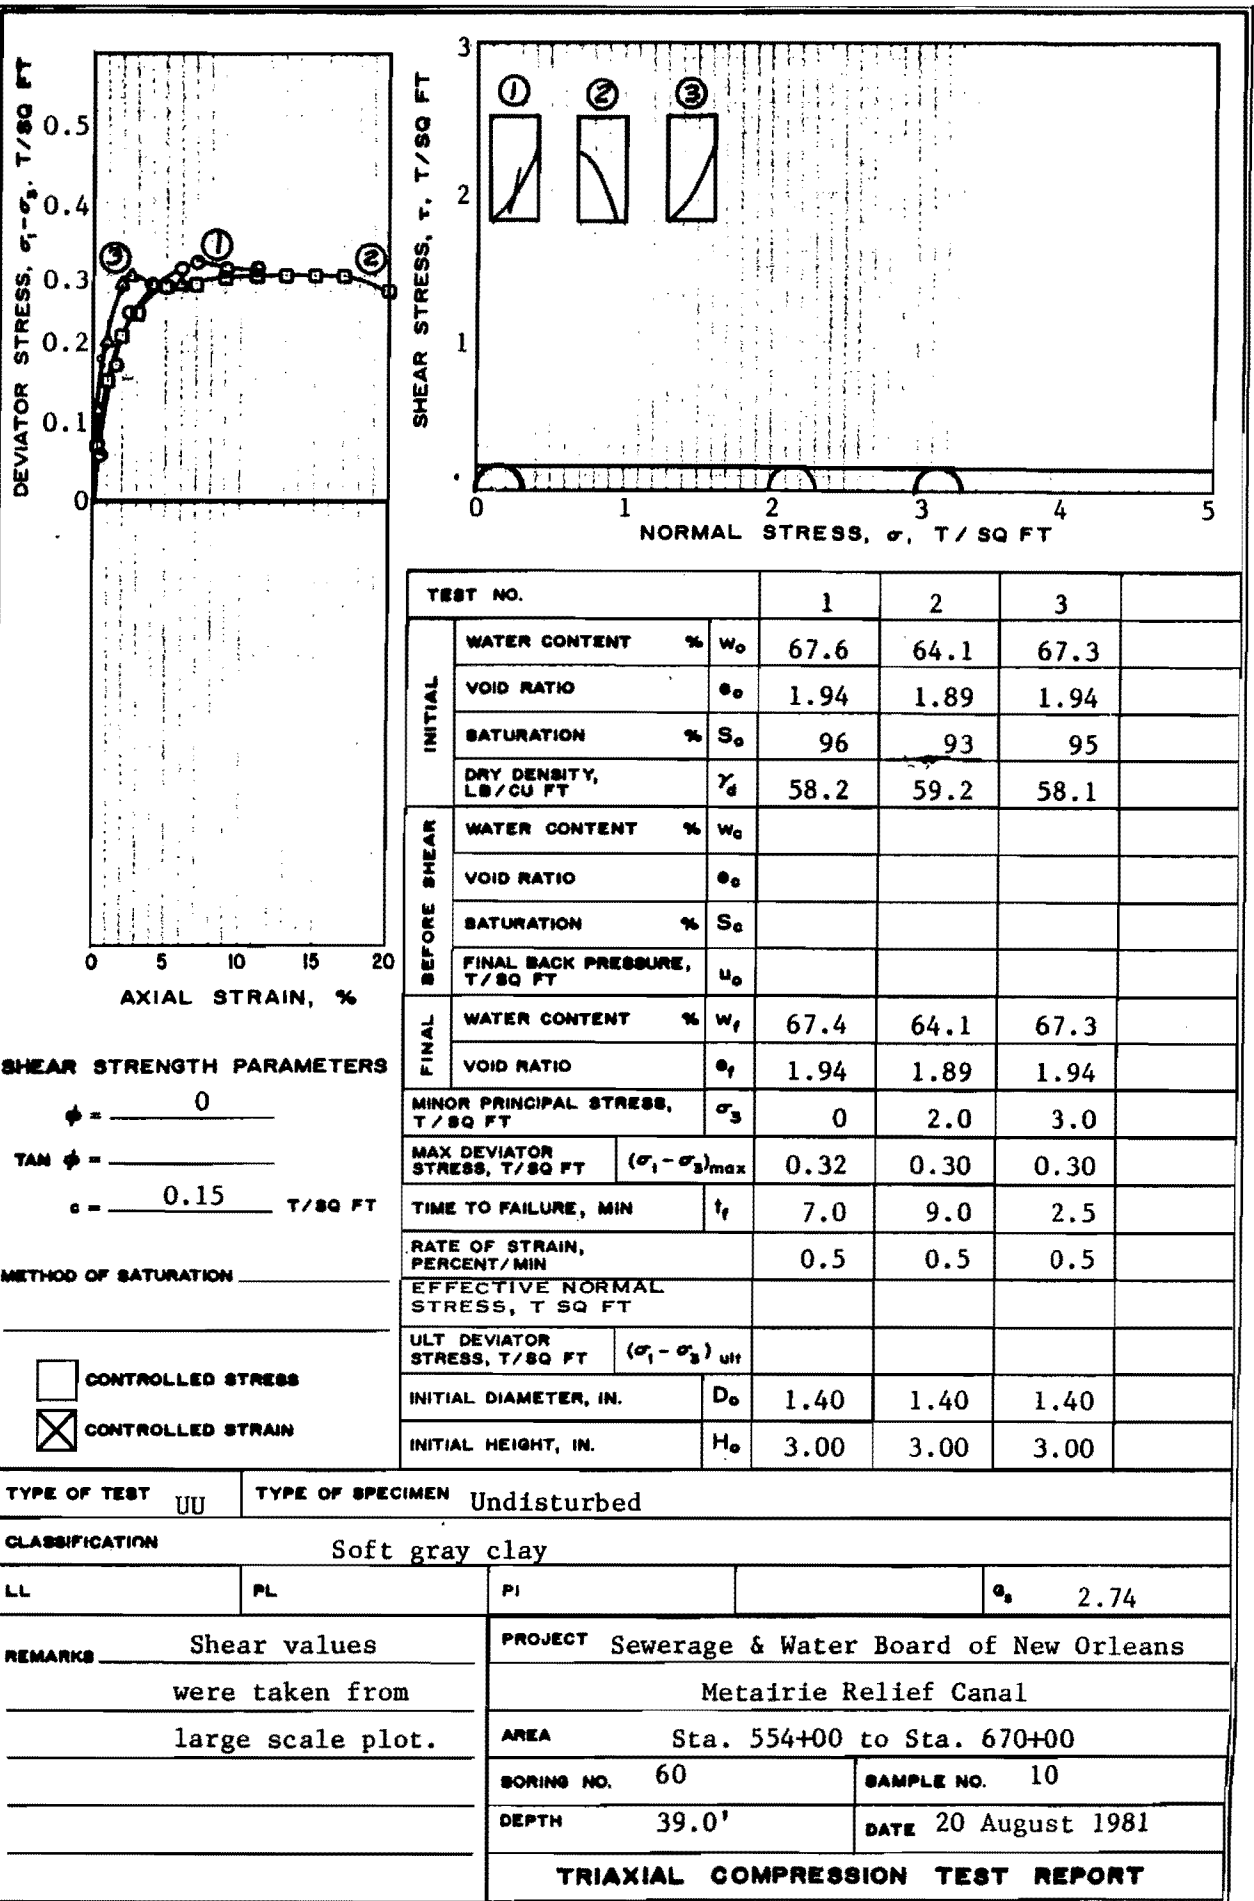 DEVIATOR STRESS, σ₁-σ₃, T/SQ FT
0.5
0.4
0.3
0.2
0.1
0
③ ① ②
0 5 10 15 20
AXIAL STRAIN, %
SHEAR STRESS, τ, T/SQ FT
3
2
1
① ② ③
0 1 2 3 4 5
NORMAL STRESS, σ, T/SQ FT
SHEAR STRENGTH PARAMETERS
φ = 0
TAN φ =
c = 0.15 T/SQ FT
METHOD OF SATURATION
CONTROLLED STRESS
CONTROLLED STRAIN
TEST NO. 1 2 3
INITIAL
WATER CONTENT % w₀ 67.6 64.1 67.3
VOID RATIO e₀ 1.94 1.89 1.94
SATURATION % S₀ 96 93 95
DRY DENSITY, LB/CU FT γd 58.2 59.2 58.1
BEFORE SHEAR
WATER CONTENT % wc
VOID RATIO ec
SATURATION % Sc
FINAL BACK PRESSURE, T/SQ FT u₀
FINAL
WATER CONTENT % wf 67.4 64.1 67.3
VOID RATIO ef 1.94 1.89 1.94
MINOR PRINCIPAL STRESS, T/SQ FT σ₃ 0 2.0 3.0
MAX DEVIATOR STRESS, T/SQ FT (σ₁-σ₃)max 0.32 0.30 0.30
TIME TO FAILURE, MIN tf 7.0 9.0 2.5
RATE OF STRAIN, PERCENT/MIN 0.5 0.5 0.5
EFFECTIVE NORMAL STRESS, T SQ FT
ULT DEVIATOR STRESS, T/SQ FT (σ₁-σ₃) ult
INITIAL DIAMETER, IN. D₀ 1.40 1.40 1.40
INITIAL HEIGHT, IN. H₀ 3.00 3.00 3.00
TYPE OF TEST UU TYPE OF SPECIMEN Undisturbed
CLASSIFICATION Soft gray clay
LL PL PI Gs 2.74
REMARKS Shear values
were taken from
large scale plot.
PROJECT Sewerage & Water Board of New Orleans
Metairie Relief Canal
AREA Sta. 554+00 to Sta. 670+00
BORING NO. 60 SAMPLE NO. 10
DEPTH 39.0' DATE 20 August 1981
TRIAXIAL COMPRESSION TEST REPORT